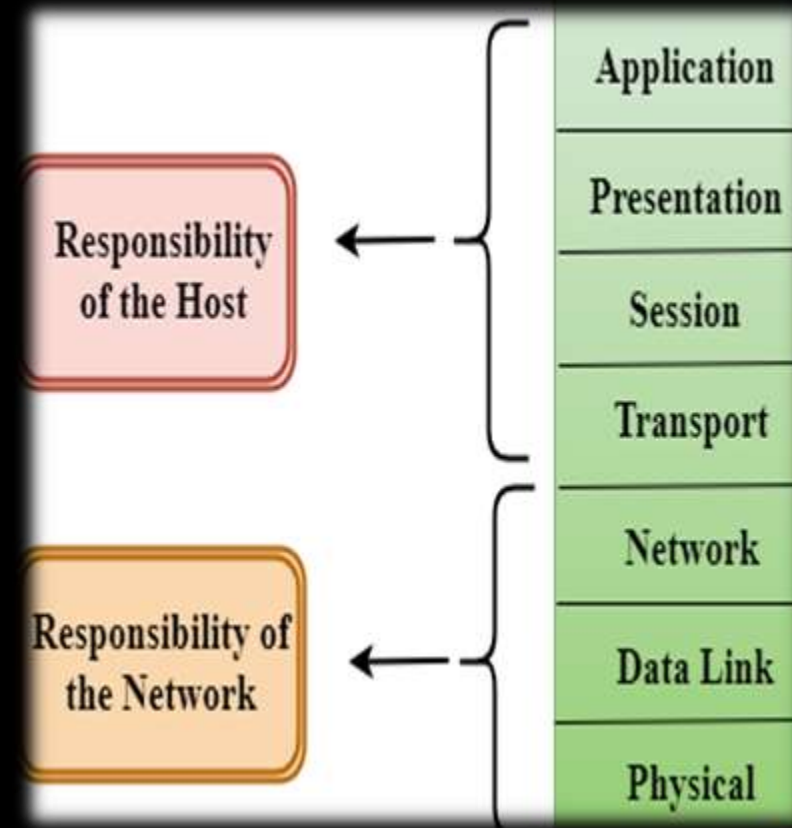 Application
Presentation
Responsibility
of the Host
Session
Transport
Network
Responsibility of
the Network
Data Link
Physical